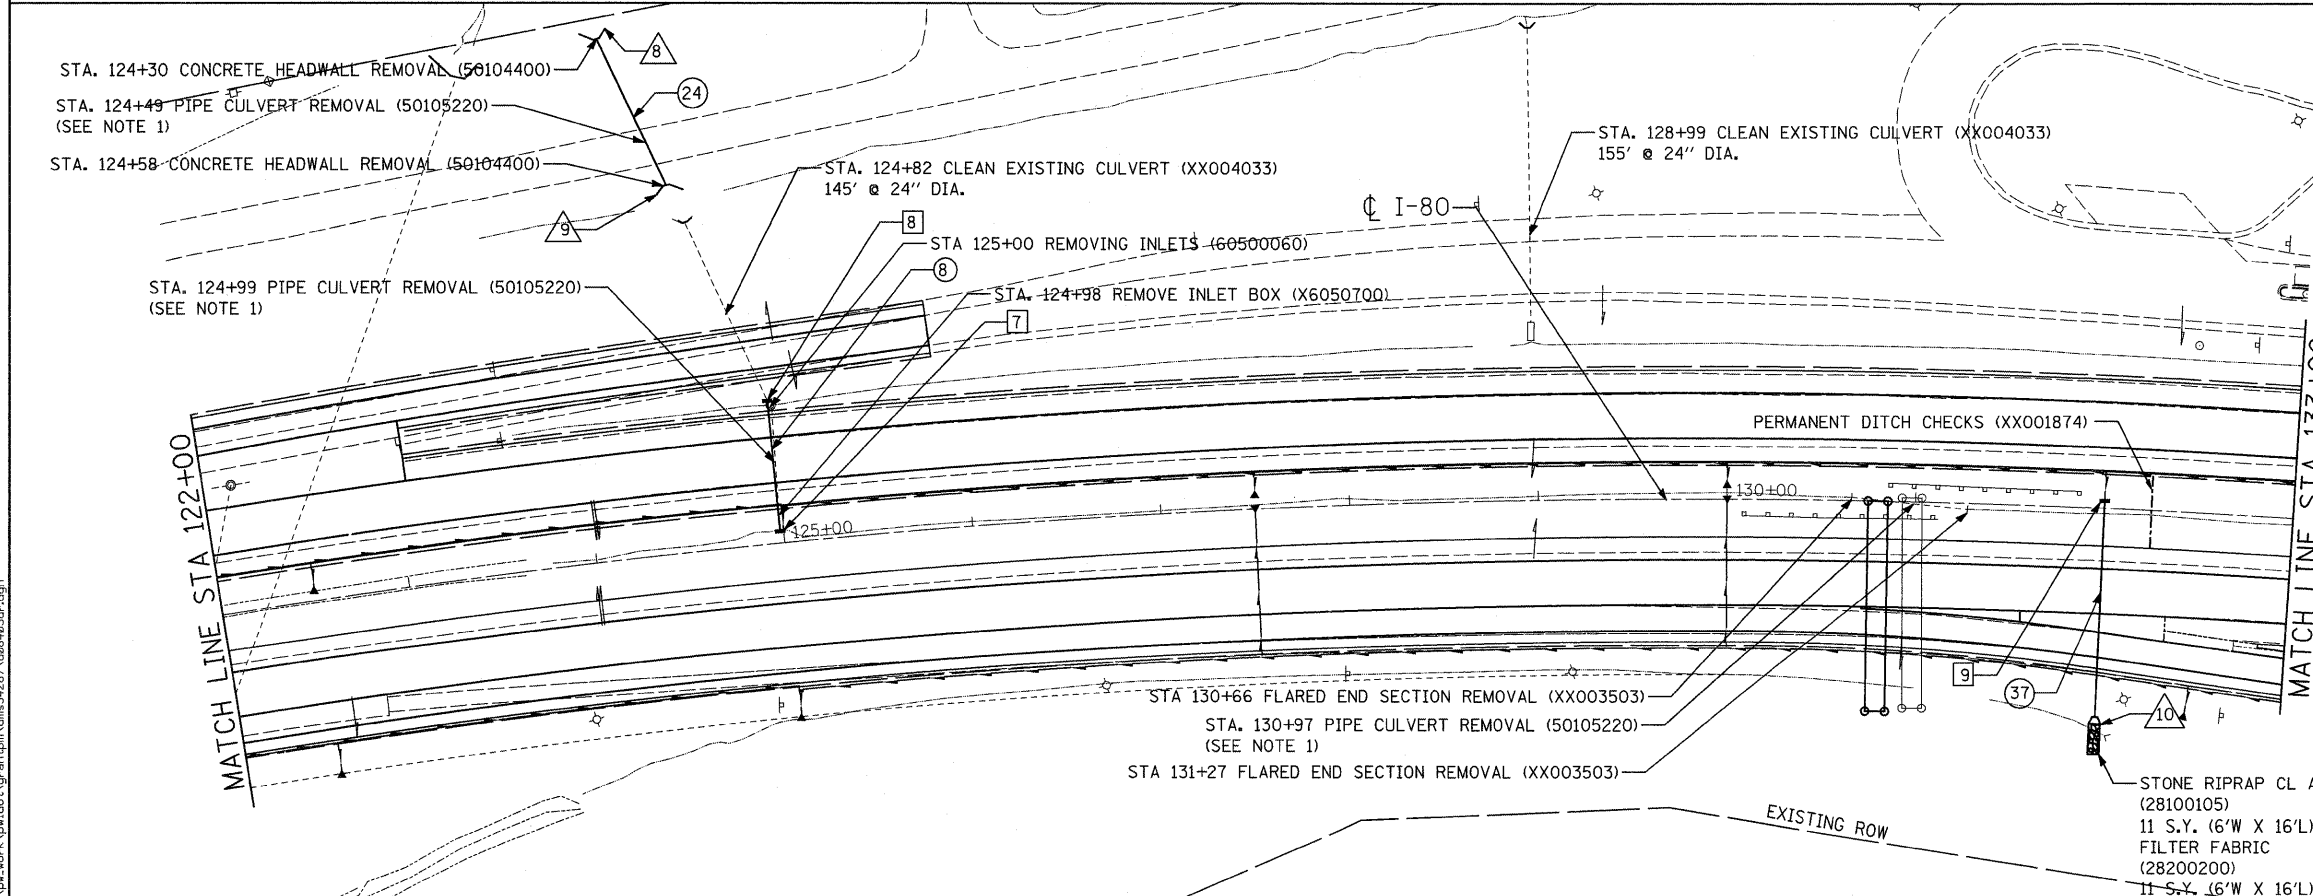 STA. 124+30 CONCRETE HEADWALL REMOVAL (50104400)
8
STA. 124+49 PIPE CULVERT REMOVAL (50105220)
(SEE NOTE 1)
24
STA. 124+58 CONCRETE HEADWALL REMOVAL (50104400)
9
STA. 124+82 CLEAN EXISTING CULVERT (XX004033)
145' @ 24'' DIA.
STA. 128+99 CLEAN EXISTING CULVERT (XX004033)
155' @ 24'' DIA.
8
STA 125+00 REMOVING INLETS (60500060)
8
℄ I-80
STA. 124+99 PIPE CULVERT REMOVAL (50105220)
(SEE NOTE 1)
STA. 124+98 REMOVE INLET BOX (X6050700)
7
PERMANENT DITCH CHECKS (XX001874)
MATCH LINE STA 122+00
125+00
130+00
MATCH LINE STA
STA 130+66 FLARED END SECTION REMOVAL (XX003503)
STA. 130+97 PIPE CULVERT REMOVAL (50105220)
(SEE NOTE 1)
STA 131+27 FLARED END SECTION REMOVAL (XX003503)
9
37
10
STONE RIPRAP CL A
(28100105)
11 S.Y. (6'W X 16'L)
FILTER FABRIC
(28200200)
11 S.Y. (6'W X 16'L)
EXISTING ROW